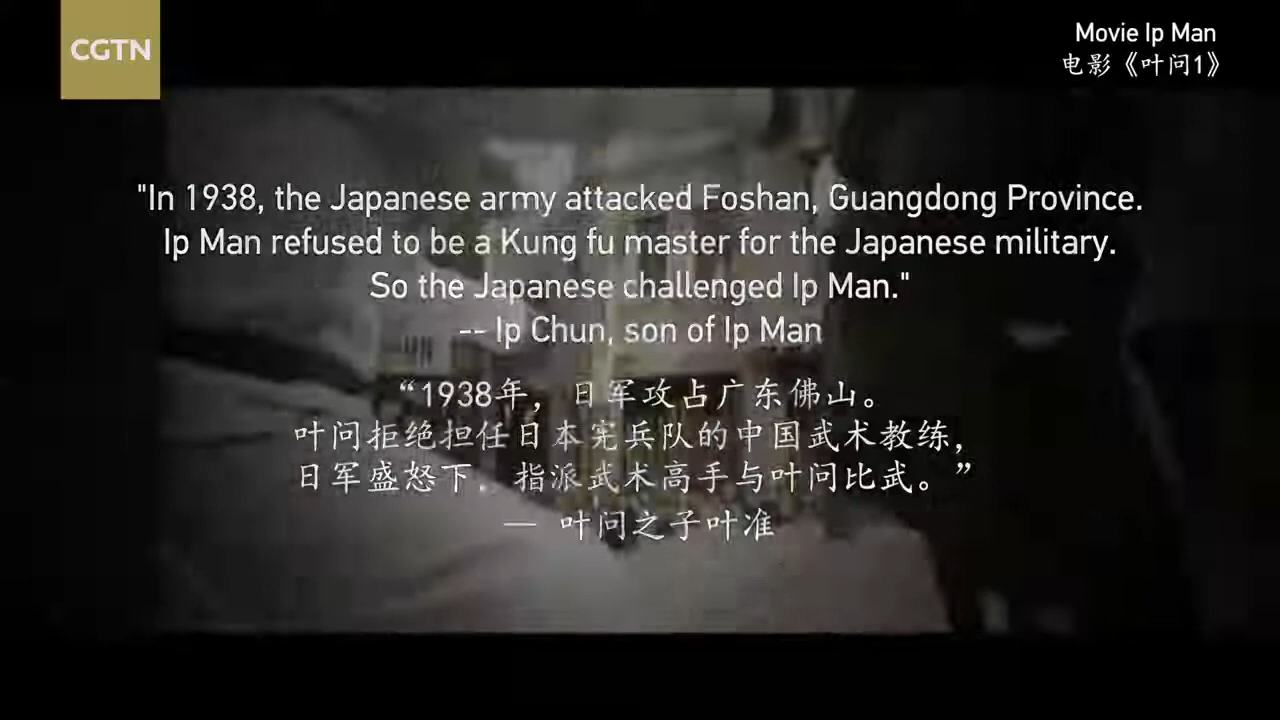 CGTN
Movie Ip Man
电影《叶问1》
"In 1938, the Japanese army attacked Foshan, Guangdong Province.
Ip Man refused to be a Kung fu master for the Japanese military.
So the Japanese challenged Ip Man."
-- Ip Chun, son of Ip Man
“1938年，日军攻占广东佛山。
叶问拒绝担任日本宪兵队的中国武术教练，
日军盛怒下，指派武术高手与叶问比武。”
— 叶问之子叶准